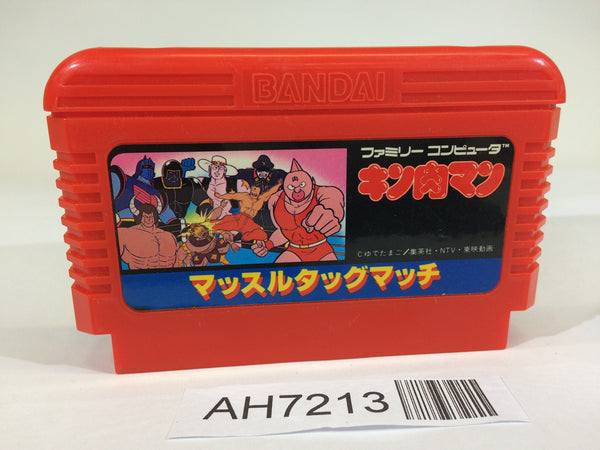 BANDAI
ファミリー コンピュータ™
キン肉マン
©ゆでたまご/集英社・NTV・東映動画
マッスルタッグマッチ
AH7213